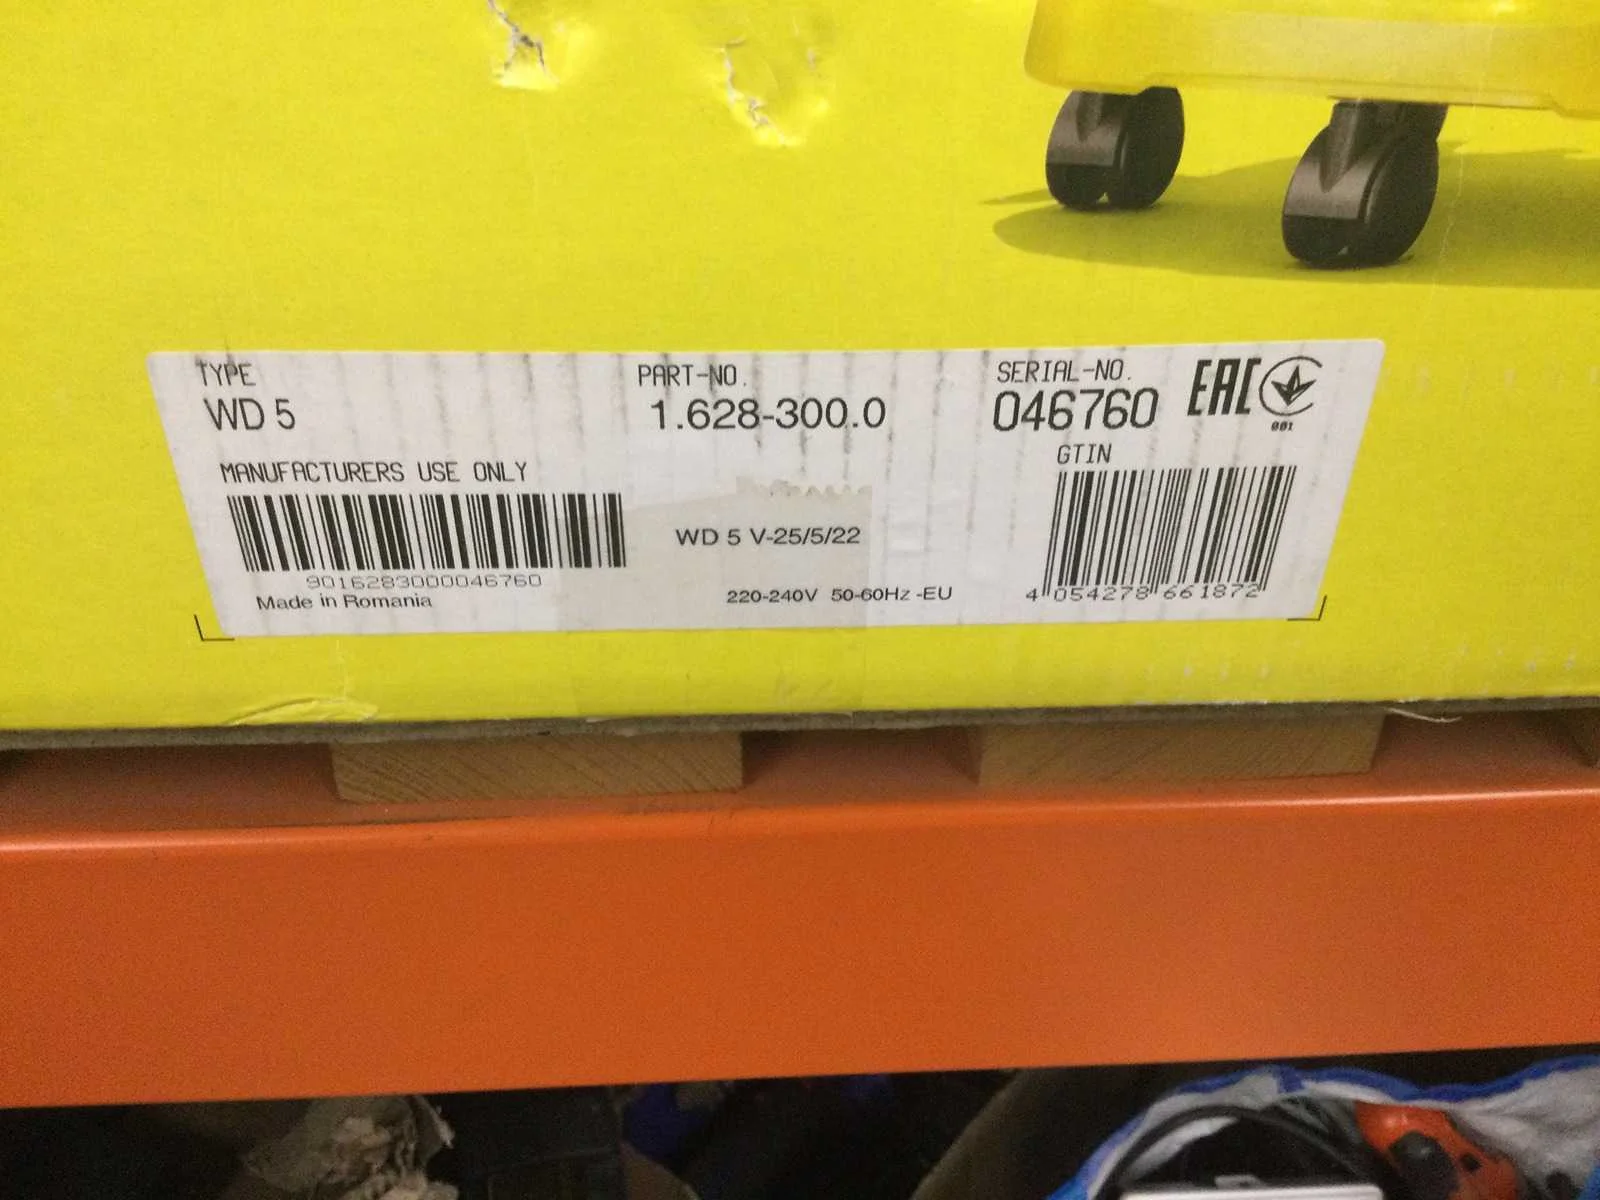 TYPE
WD 5
PART-NO.
1.628-300.0
SERIAL-NO.
046760
EAC
001
MANUFACTURERS USE ONLY
9016283000046760
Made in Romania
WD 5 V-25/5/22
220-240V 50-60Hz -EU
GTIN
4 054278 661872